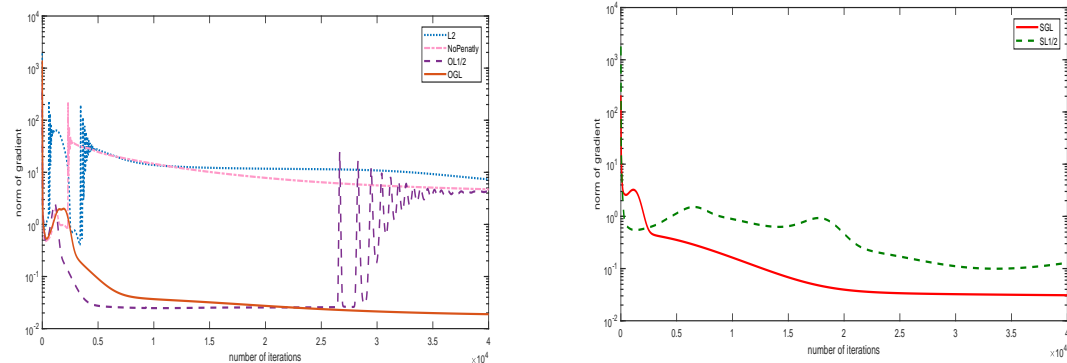 10^4
10^3
10^2
10^1
10^0
10^-1
10^-2
norm of gradient
0 0.5 1 1.5 2 2.5 3 3.5 4
number of iterations
×10^4
L2
NoPenatly
OL1/2
OGL
10^4
10^3
10^2
10^1
10^0
10^-1
10^-2
norm of gradient
0 0.5 1 1.5 2 2.5 3 3.5 4
number of iterations
×10^4
SGL
SL1/2